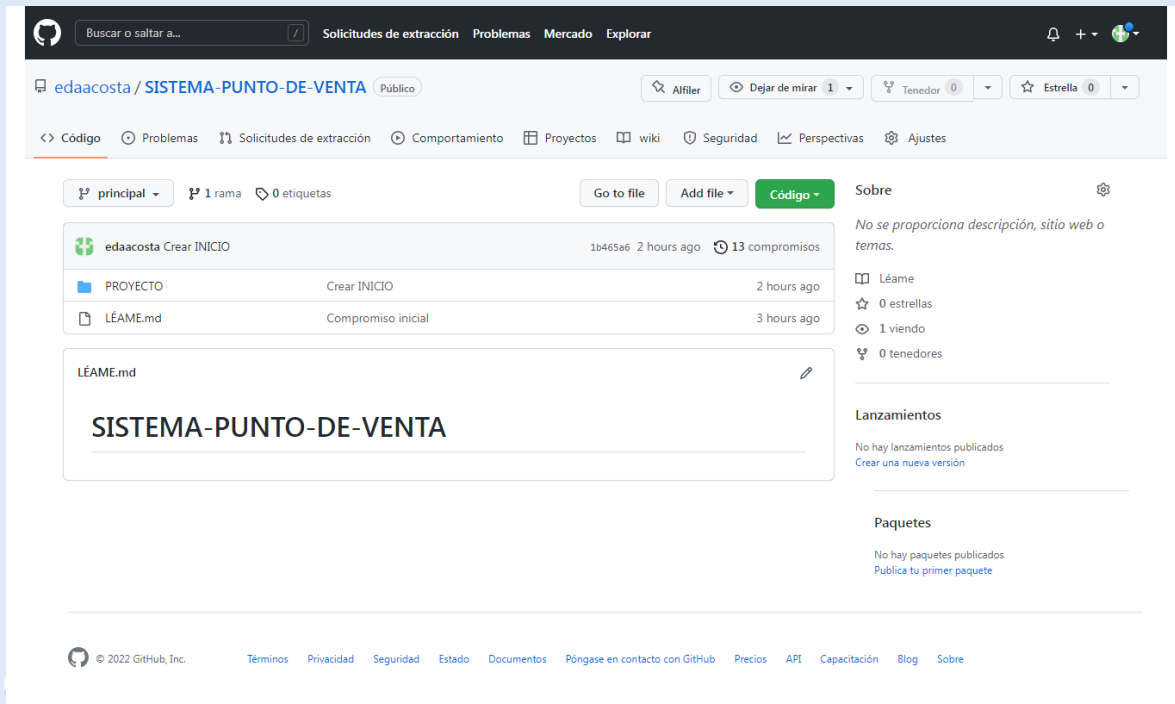 Buscar o saltar a... / Solicitudes de extracción Problemas Mercado Explorar
edaacosta / SISTEMA-PUNTO-DE-VENTA Público Alfiler Dejar de mirar 1 Tenedor 0 Estrella 0
Código Problemas Solicitudes de extracción Comportamiento Proyectos wiki Seguridad Perspectivas Ajustes
principal 1 rama 0 etiquetas Go to file Add file Código
edaacosta Crear INICIO 1b465a6 2 hours ago 13 compromisos
PROYECTO Crear INICIO 2 hours ago
LÉAME.md Compromiso inicial 3 hours ago
LÉAME.md
SISTEMA-PUNTO-DE-VENTA
Sobre
No se proporciona descripción, sitio web o
temas.
Léame
0 estrellas
1 viendo
0 tenedores
Lanzamientos
No hay lanzamientos publicados
Crear una nueva versión
Paquetes
No hay paquetes publicados
Publica tu primer paquete
© 2022 GitHub, Inc. Términos Privacidad Seguridad Estado Documentos Póngase en contacto con GitHub Precios API Capacitación Blog Sobre